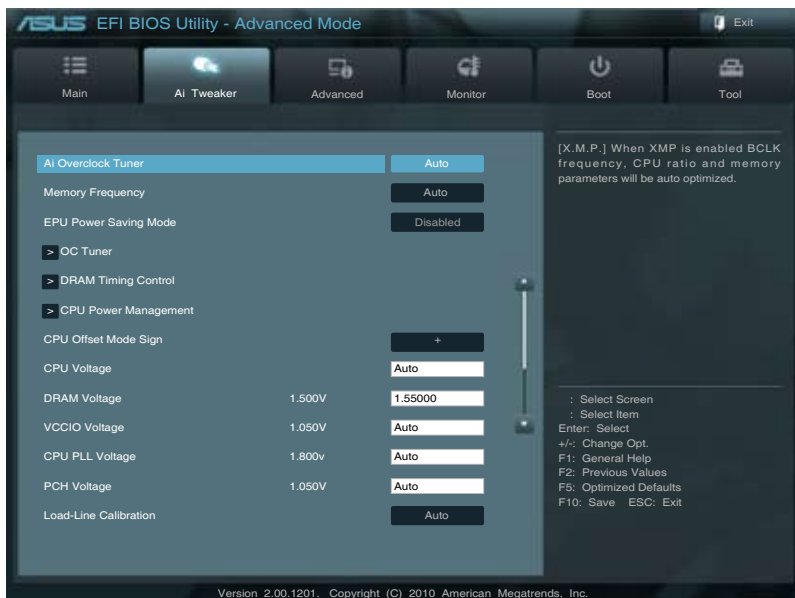 ASUS EFI BIOS Utility - Advanced Mode
Exit
Main
Ai Tweaker
Advanced
Monitor
Boot
Tool
Ai Overclock Tuner Auto
Memory Frequency Auto
EPU Power Saving Mode Disabled
> OC Tuner
> DRAM Timing Control
> CPU Power Management
CPU Offset Mode Sign +
CPU Voltage Auto
DRAM Voltage 1.500V 1.55000
VCCIO Voltage 1.050V Auto
CPU PLL Voltage 1.800v Auto
PCH Voltage 1.050V Auto
Load-Line Calibration Auto
[X.M.P.] When XMP is enabled BCLK
frequency, CPU ratio and memory
parameters will be auto optimized.
: Select Screen
: Select Item
Enter: Select
+/-: Change Opt.
F1: General Help
F2: Previous Values
F5: Optimized Defaults
F10: Save ESC: Exit
Version 2.00.1201. Copyright (C) 2010 American Megatrends, Inc.